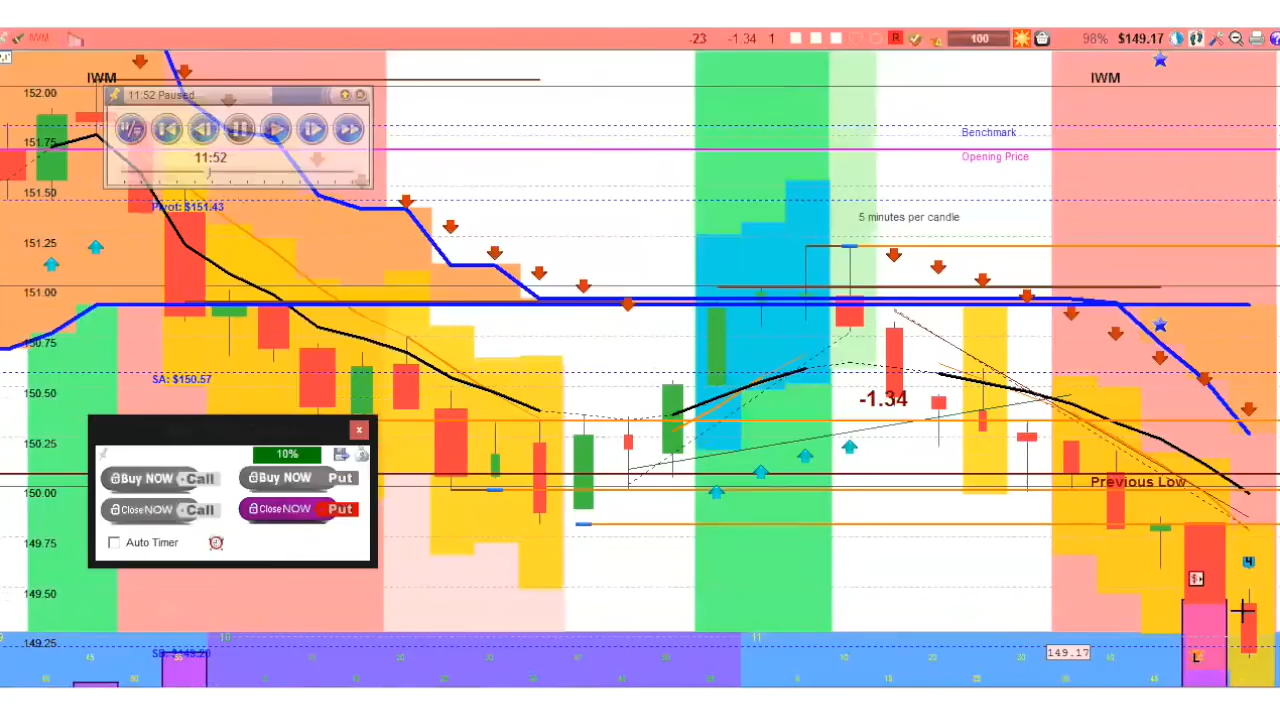 IWM
-23 -1.34 1 R 100 98% $149.17
IWM
IWM
152.00
11:52 Paused...
151.75
Benchmark
11:52
Opening Price
151.50
Pivot: $151.43
5 minutes per candle
151.25
151.00
150.75
SA: $150.57
150.50
-1.34
150.25
10%
Buy NOW Call
Buy NOW Put
Previous Low
150.00
Close NOW Call
Close NOW Put
Auto Timer
149.75
4
$
149.50
149.25
10
11
149.17
L